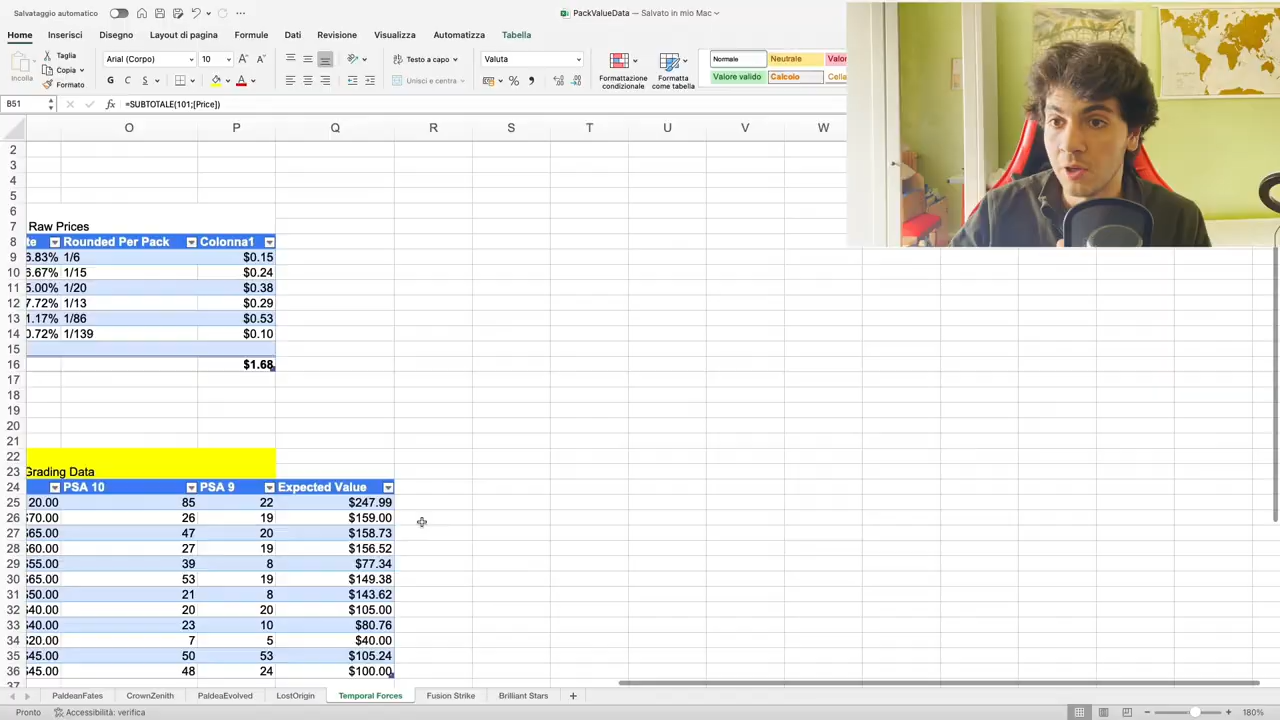 Salvataggio automatico PackValueData — Salvato in mio Mac
Home Inserisci Disegno Layout di pagina Formule Dati Revisione Visualizza Automatizza Tabella
Incolla Taglia Copia Formato Arial (Corpo) 10 Testo a capo Unisci e centra Valuta Formattazione condizionale Formatta come tabella Normale Neutrale Valore valido Calcolo
B51 fx =SUBTOTALE(101;[Price])
O P Q R S T U V W
2
3
4
5
6
7 Raw Prices
8 te Rounded Per Pack Colonna1
9 6.83% 1/6 $0.15
10 6.67% 1/15 $0.24
11 5.00% 1/20 $0.38
12 7.72% 1/13 $0.29
13 1.17% 1/86 $0.53
14 0.72% 1/139 $0.10
15
16 $1.68
17
18
19
20
21
22
23 Grading Data
24 PSA 10 PSA 9 Expected Value
25 20.00 85 22 $247.99
26 $70.00 26 19 $159.00
27 $65.00 47 20 $158.73
28 $60.00 27 19 $156.52
29 $55.00 39 8 $77.34
30 $65.00 53 19 $149.38
31 $50.00 21 8 $143.62
32 $40.00 20 20 $105.00
33 $40.00 23 10 $80.76
34 $20.00 7 5 $40.00
35 $45.00 50 53 $105.24
36 $45.00 48 24 $100.00
37
PaldeanFates CrownZenith PaldeaEvolved LostOrigin Temporal Forces Fusion Strike Brilliant Stars
Pronto Accessibilità: verifica 180%